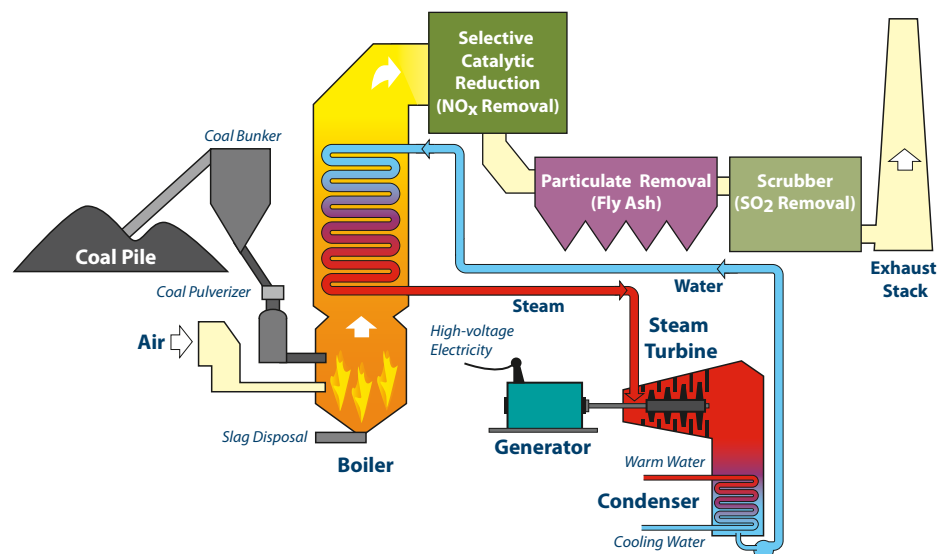 Selective
Catalytic
Reduction
(NOx Removal)
Coal Bunker
Particulate Removal
(Fly Ash)
Scrubber
(SO2 Removal)
Coal Pile
Exhaust
Stack
Coal Pulverizer
Water
Steam
Air
High-voltage
Electricity
Steam
Turbine
Slag Disposal
Generator
Boiler
Warm Water
Condenser
Cooling Water